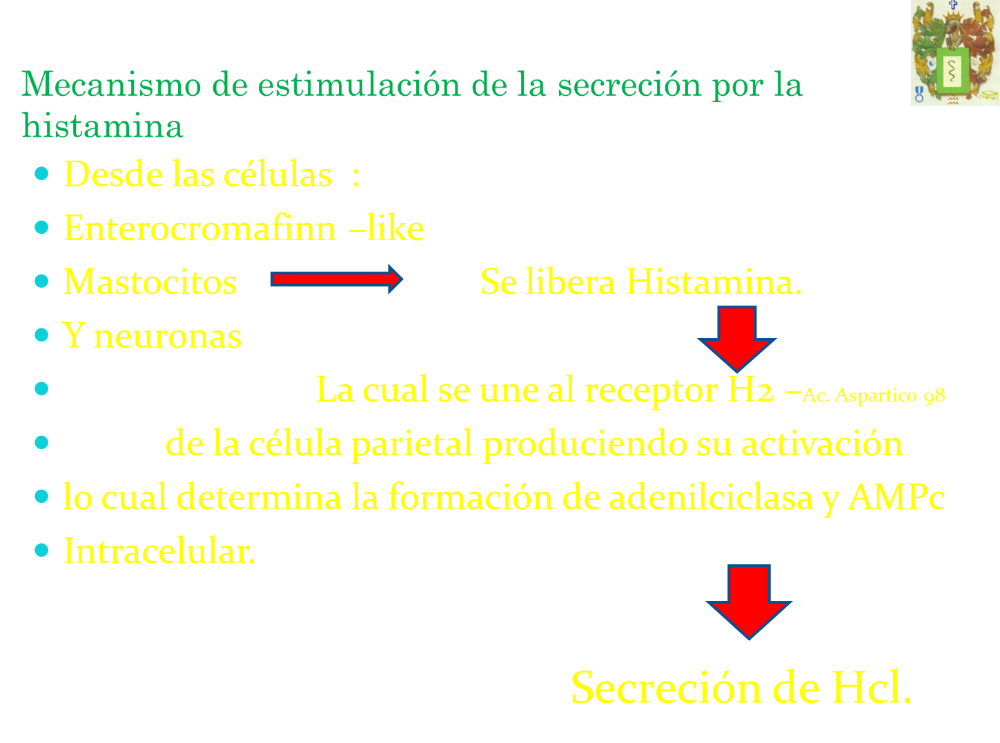 Mecanismo de estimulación de la secreción por la
histamina
Desde las células :
Enterocromafinn –like
Mastocitos Se libera Histamina.
Y neuronas
La cual se une al receptor H2 –Ac. Aspartico 98
de la célula parietal produciendo su activación
lo cual determina la formación de adenilciclasa y AMPc
Intracelular.
Secreción de Hcl.